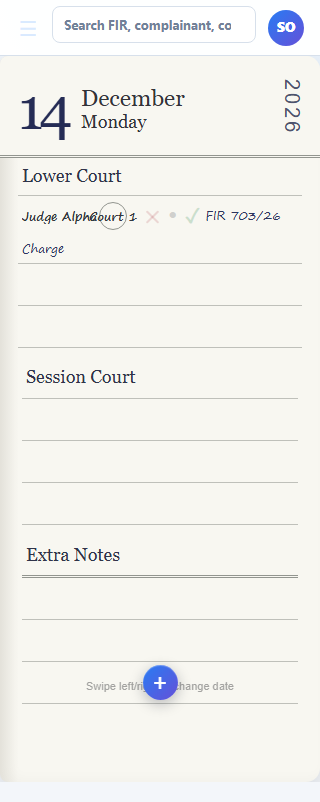 Search FIR, complainant, co
SO
14
December
Monday
2026
Lower Court
Judge Alpha Court 1 ✓ FIR 703/26
Charge
Session Court
Extra Notes
+
Swipe left/ change date